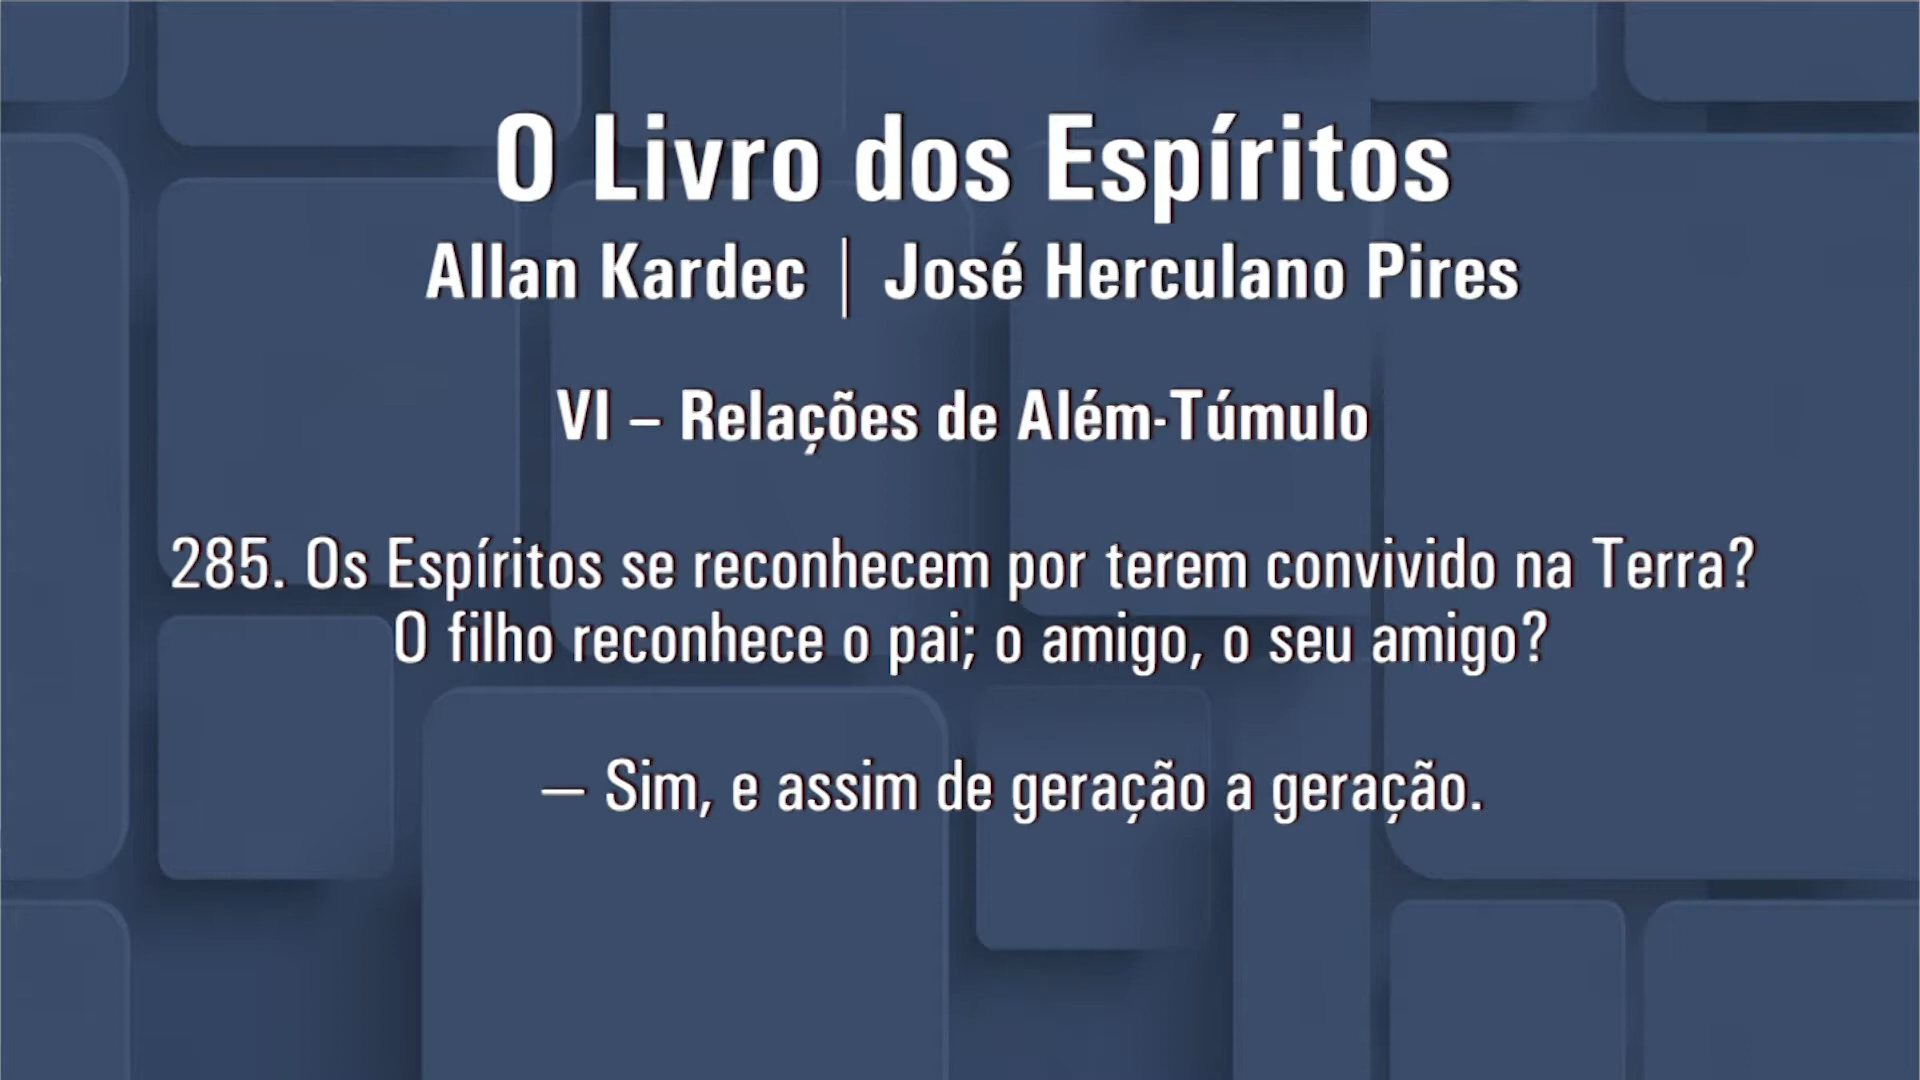 O Livro dos Espíritos
Allan Kardec | José Herculano Pires
VI – Relações de Além-Túmulo
285. Os Espíritos se reconhecem por terem convivido na Terra?
O filho reconhece o pai; o amigo, o seu amigo?
– Sim, e assim de geração a geração.